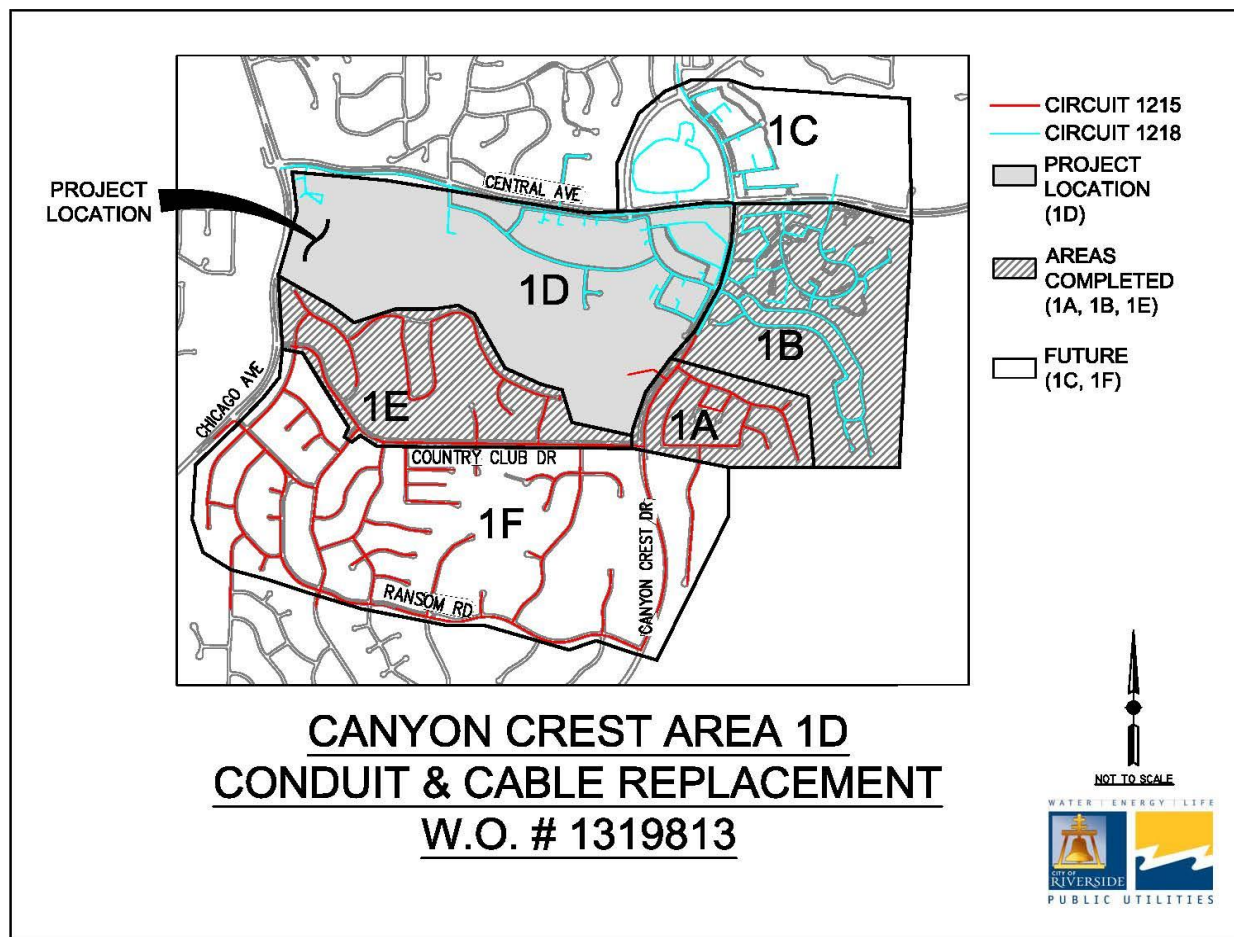 CIRCUIT 1215
CIRCUIT 1218
PROJECT
LOCATION
(1D)
AREAS
COMPLETED
(1A, 1B, 1E)
FUTURE
(1C, 1F)
PROJECT
LOCATION
1C
CENTRAL AVE
1D
1B
CHICAGO AVE
1E
1A
COUNTRY CLUB DR
1F
CANYON CREST DR
RANSOM RD
CANYON CREST AREA 1D
CONDUIT & CABLE REPLACEMENT
W.O. # 1319813
NOT TO SCALE
WATER | ENERGY | LIFE
CITY OF
RIVERSIDE
PUBLIC UTILITIES